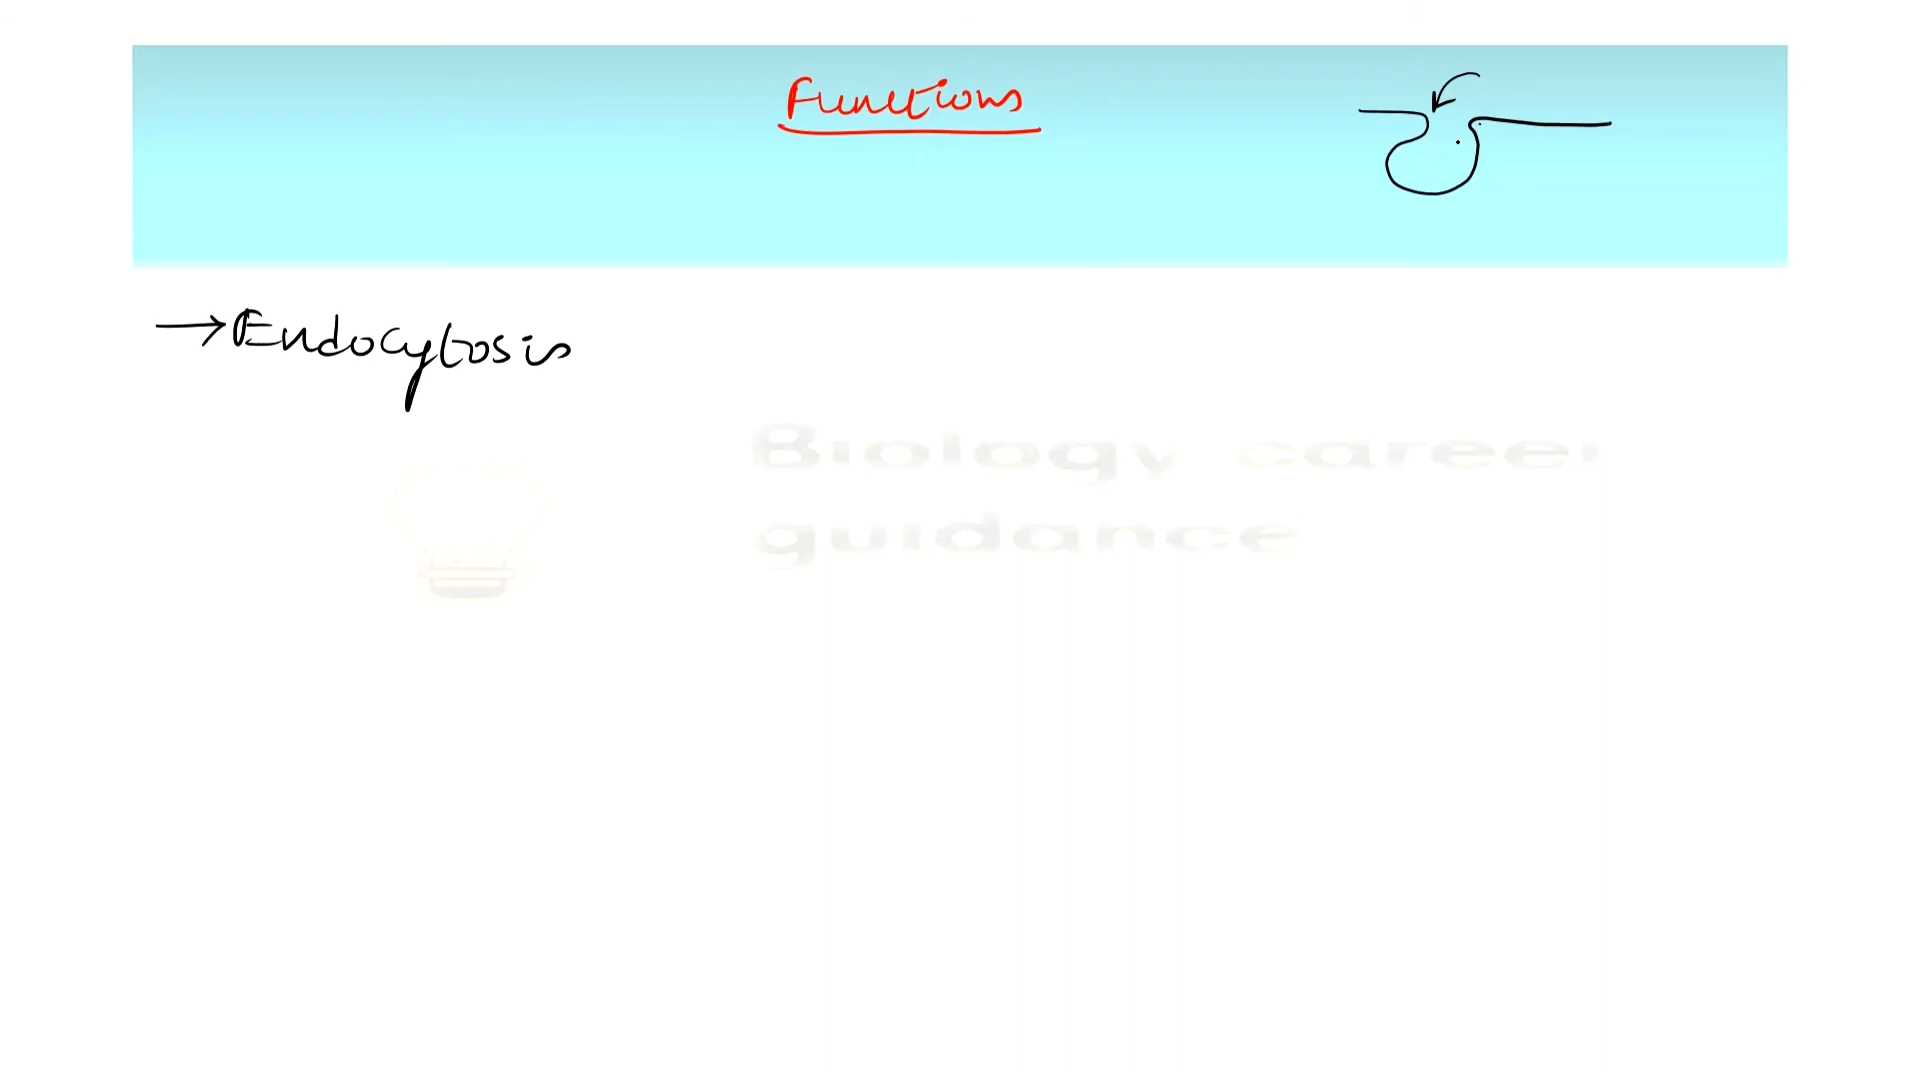 Functions
→Endocytosis
Biology career
guidance